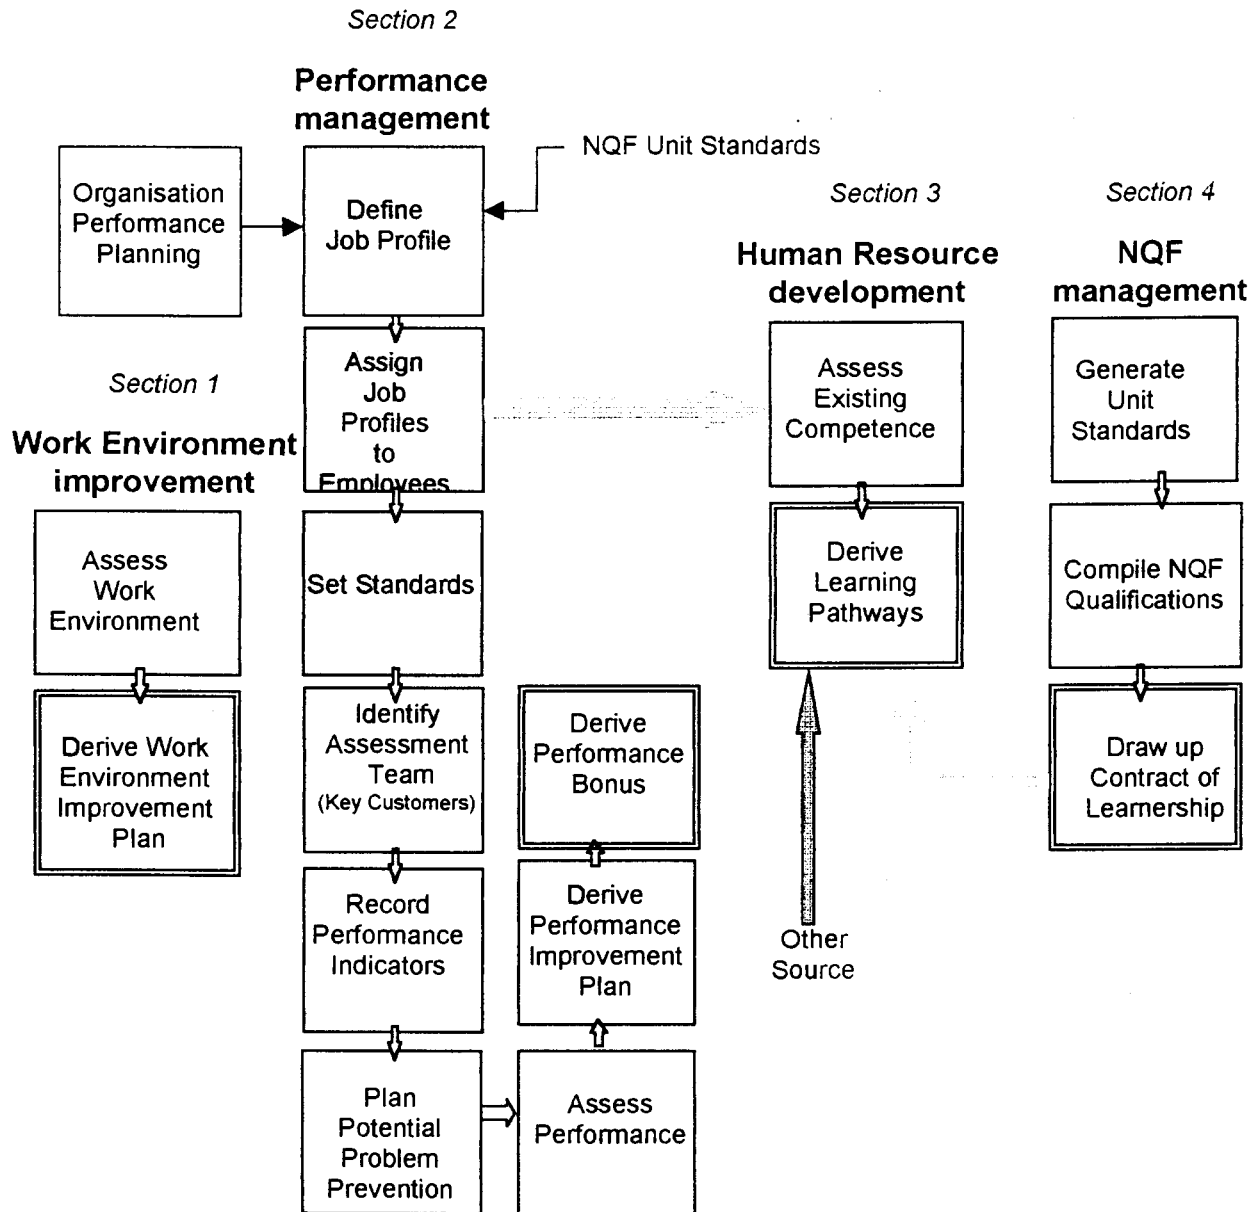 Section 2
Performance
management
NQF Unit Standards
Organisation
Performance
Planning
Define
Job Profile
Section 3
Section 4
Human Resource
development
NQF
management
Assign
Job
Profiles
to
Employees
Assess
Existing
Competence
Generate
Unit
Standards
Section 1
Work Environment
improvement
Assess
Work
Environment
Set Standards
Derive
Learning
Pathways
Compile NQF
Qualifications
Derive Work
Environment
Improvement
Plan
Identify
Assessment
Team
(Key Customers)
Derive
Performance
Bonus
Draw up
Contract of
Learnership
Record
Performance
Indicators
Derive
Performance
Improvement
Plan
Other
Source
Plan
Potential
Problem
Prevention
Assess
Performance